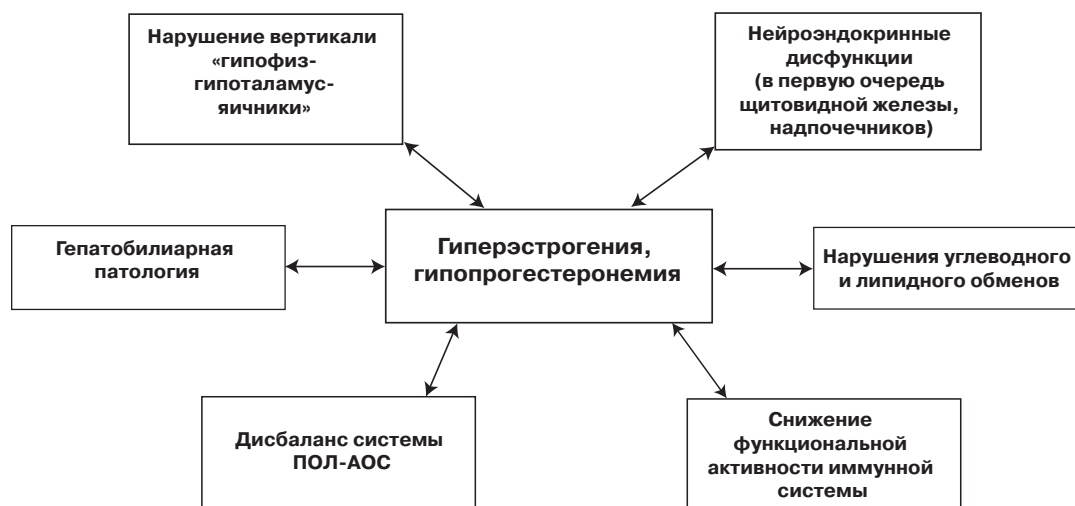 Нарушение вертикали
«гипофиз-
гипоталамус-
яичники»
Нейроэндокринные
дисфункции
(в первую очередь
щитовидной железы,
надпочечников)
Гепатобилиарная
патология
Гиперэстрогения,
гипопрогестеронемия
Нарушения углеводного
и липидного обменов
Дисбаланс системы
ПОЛ-АОС
Снижение
функциональной
активности иммунной
системы